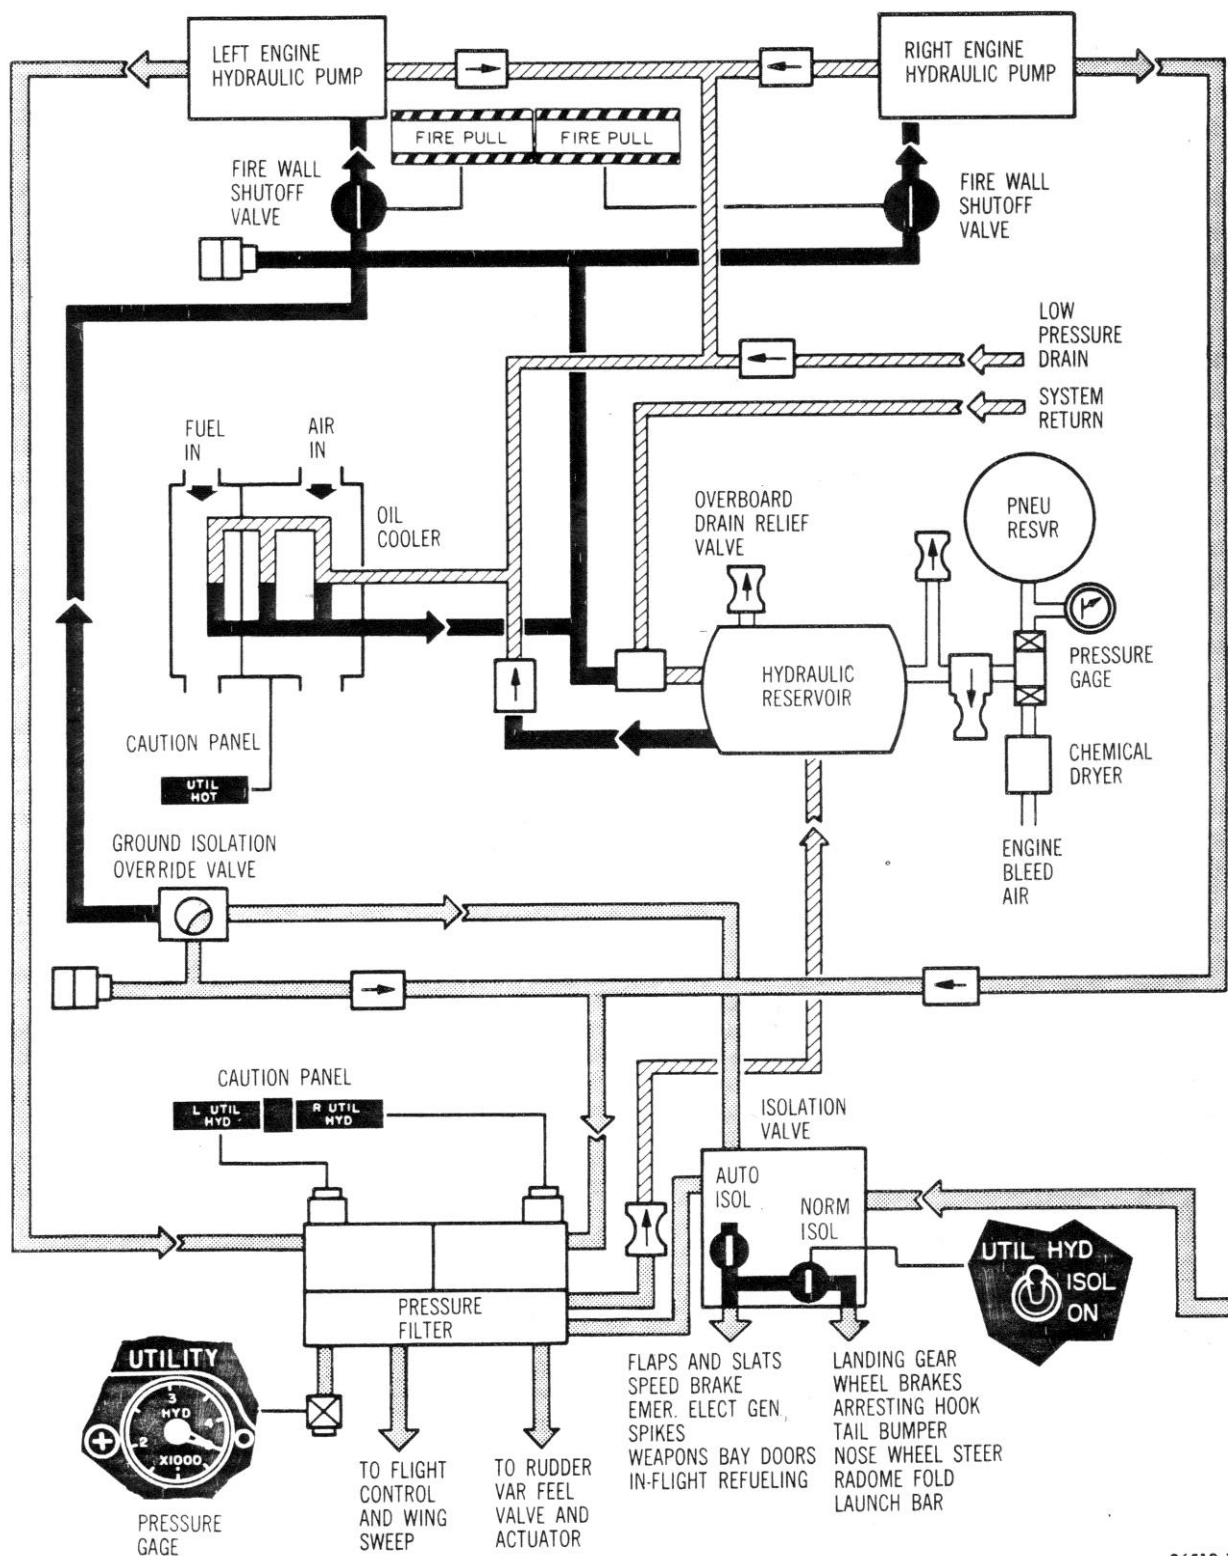 LEFT ENGINE
HYDRAULIC PUMP
RIGHT ENGINE
HYDRAULIC PUMP
FIRE PULL
FIRE PULL
FIRE WALL
SHUTOFF
VALVE
FIRE WALL
SHUTOFF
VALVE
LOW
PRESSURE
DRAIN
SYSTEM
RETURN
FUEL
IN
AIR
IN
OIL
COOLER
OVERBOARD
DRAIN RELIEF
VALVE
PNEU
RESVR
HYDRAULIC
RESERVOIR
PRESSURE
GAGE
CAUTION PANEL
UTIL
HOT
CHEMICAL
DRYER
GROUND ISOLATION
OVERRIDE VALVE
ENGINE
BLEED
AIR
CAUTION PANEL
L UTIL
HYD
R UTIL
HYD
ISOLATION
VALVE
AUTO
ISOL
NORM
ISOL
UTIL HYD
ISOL
ON
PRESSURE
FILTER
UTILITY
3
HYD
4
2
X1000
PRESSURE
GAGE
TO FLIGHT
CONTROL
AND WING
SWEEP
TO RUDDER
VAR FEEL
VALVE AND
ACTUATOR
FLAPS AND SLATS
SPEED BRAKE
EMER. ELECT GEN,
SPIKES
WEAPONS BAY DOORS
IN-FLIGHT REFUELING
LANDING GEAR
WHEEL BRAKES
ARRESTING HOOK
TAIL BUMPER
NOSE WHEEL STEER
RADOME FOLD
LAUNCH BAR